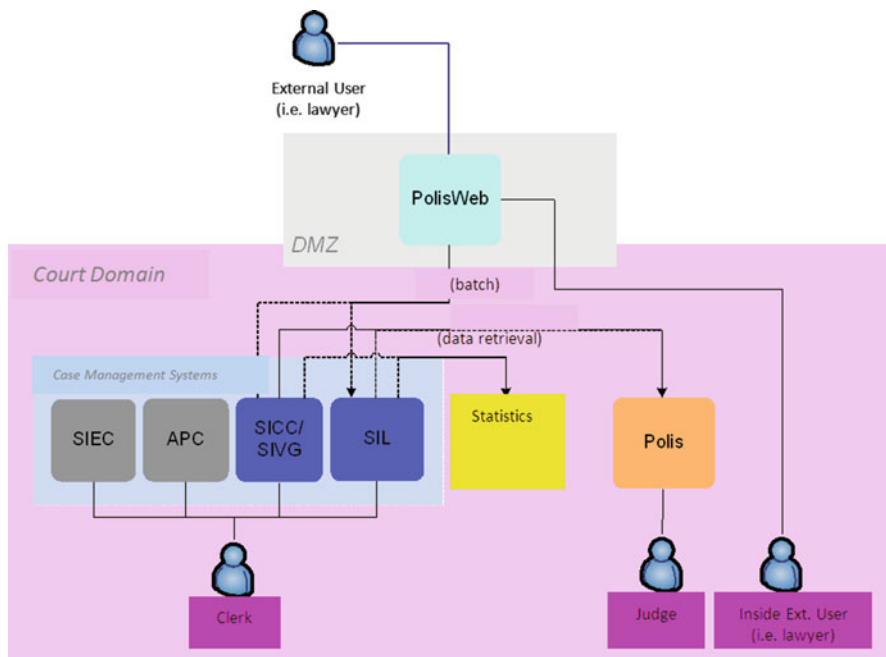 External User
(i.e. lawyer)
PolisWeb
DMZ
Court Domain
(batch)
(data retrieval)
Case Management Systems
SIEC
APC
SICC/
SIVG
SIL
Statistics
Polis
Clerk
Judge
Inside Ext. User
(i.e. lawyer)